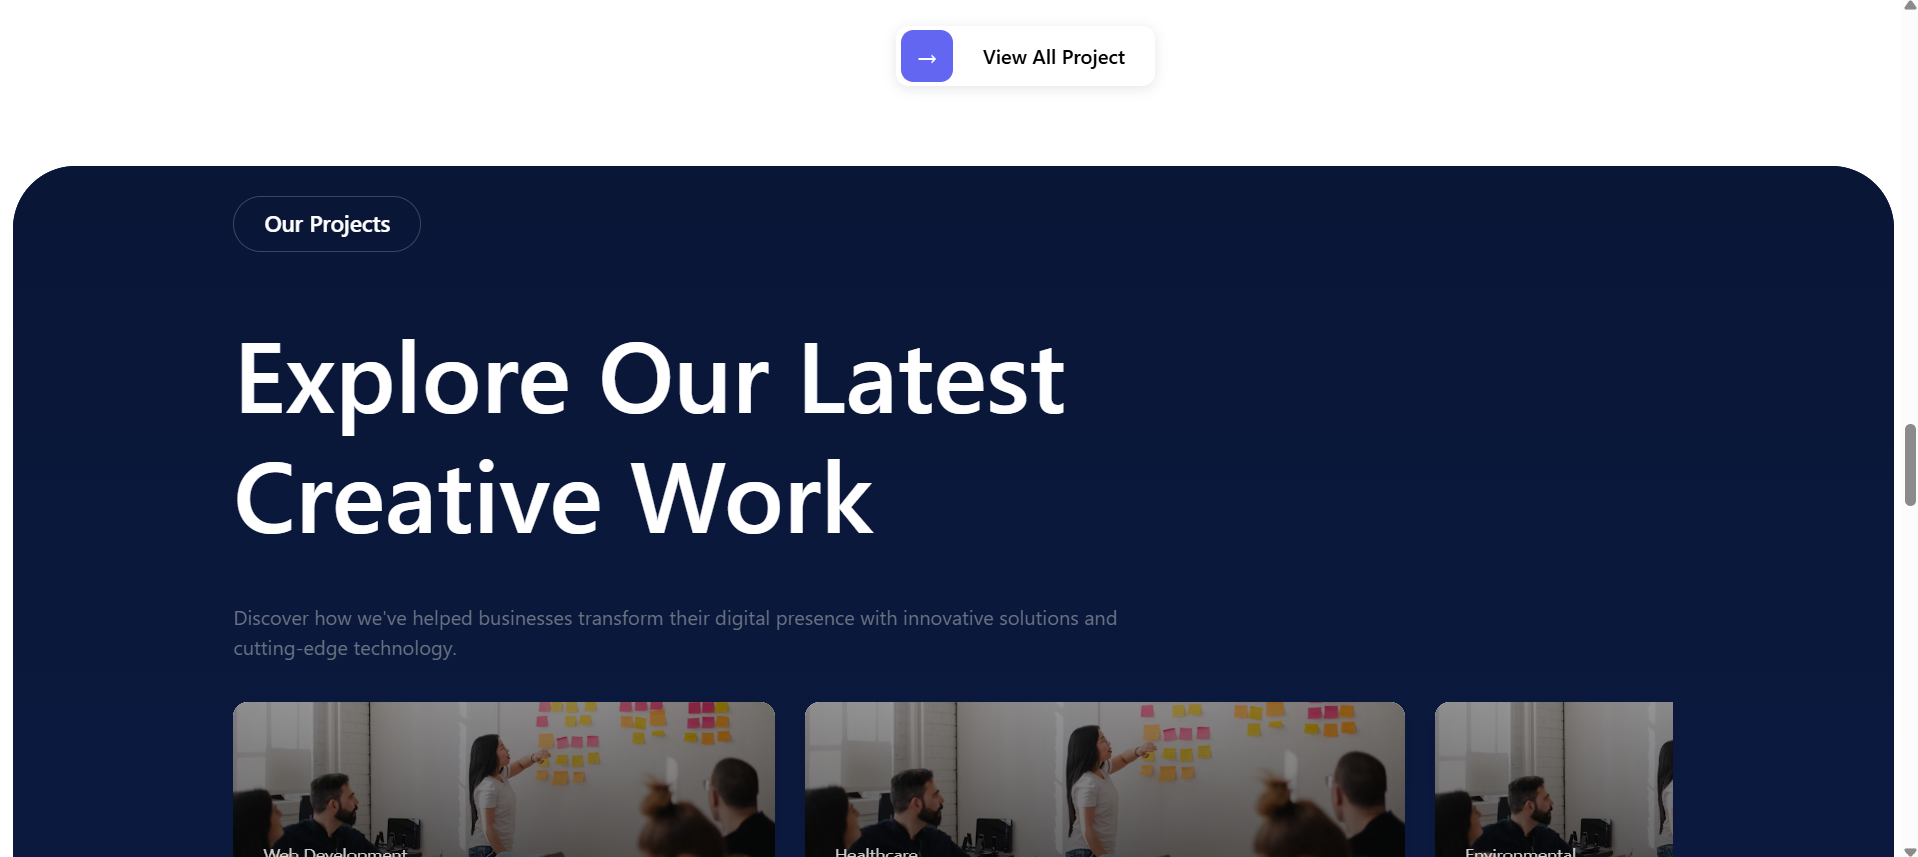 → View All Project
Our Projects
Explore Our Latest
Creative Work
Discover how we've helped businesses transform their digital presence with innovative solutions and
cutting-edge technology.
Web Development
Healthcare
Environmental